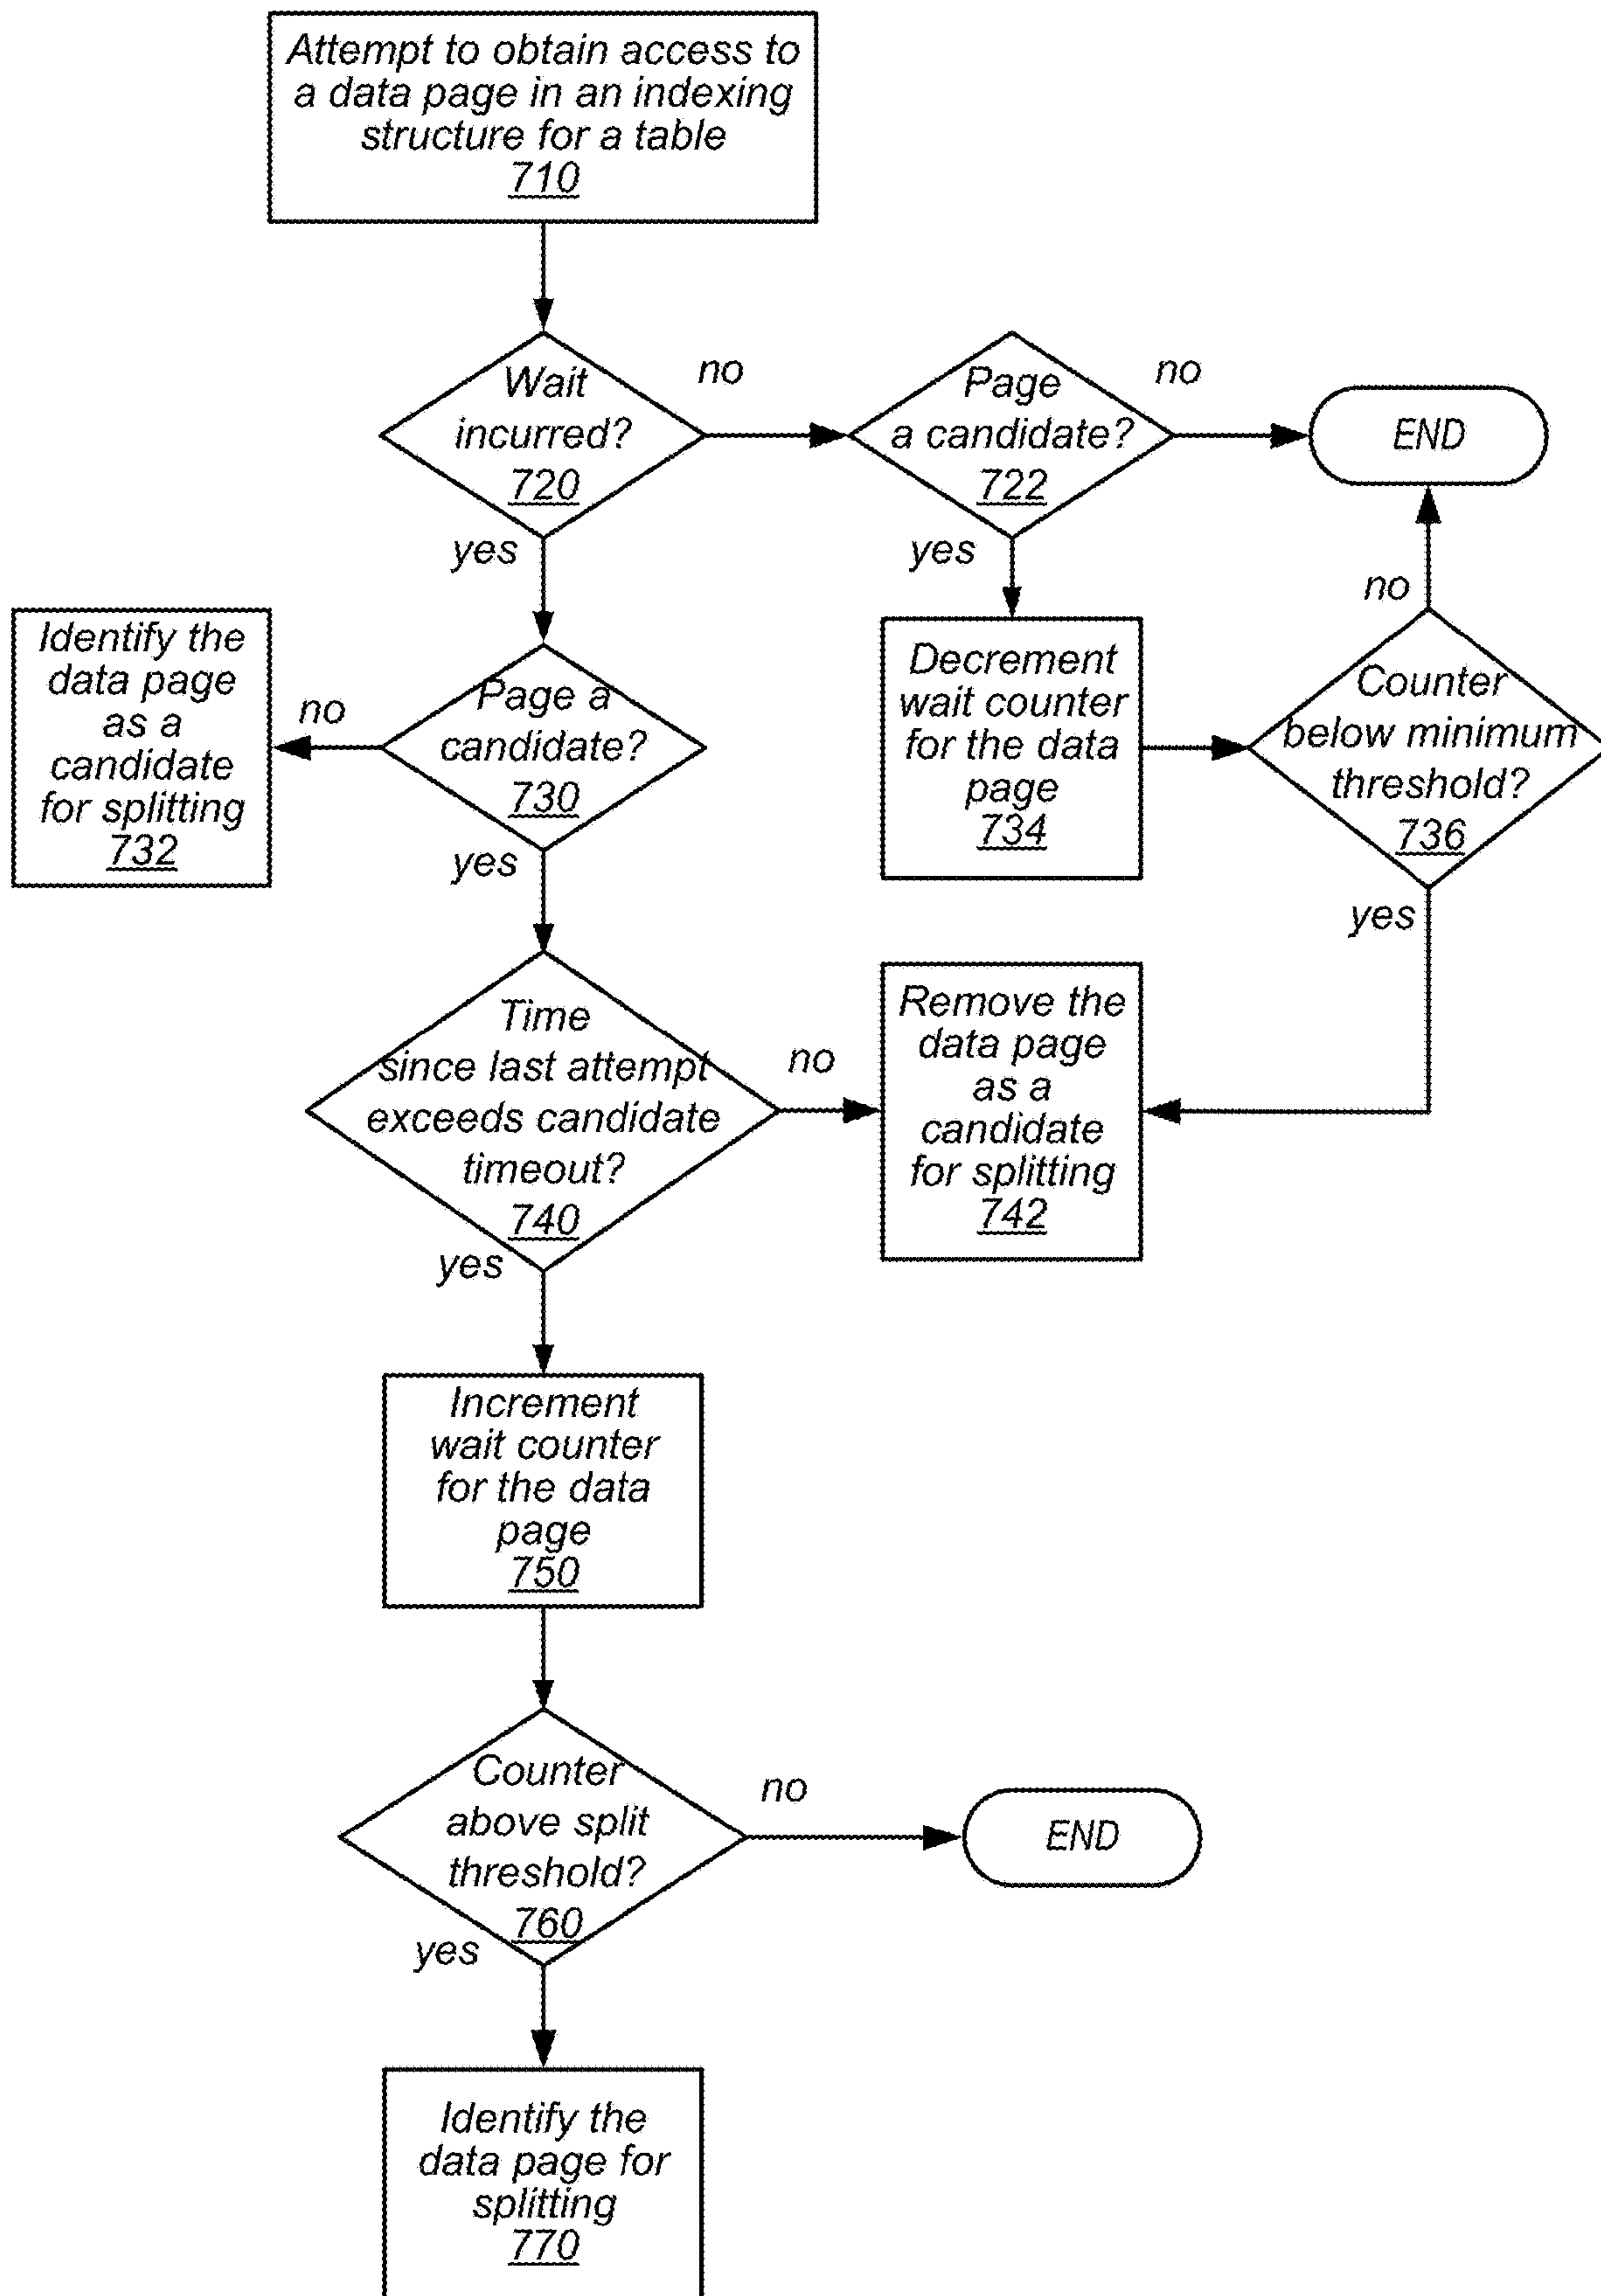 Attempt to obtain access to
a data page in an indexing
structure for a table
710
Wait
incurred?
720
no
yes
Page
a candidate?
722
no
yes
END
Identify the
data page
as a
candidate
for splitting
732
no
Page a
candidate?
730
yes
Decrement
wait counter
for the data
page
734
no
Counter
below minimum
threshold?
736
yes
Time
since last attempt
exceeds candidate
timeout?
740
no
yes
Remove the
data page
as a
candidate
for splitting
742
Increment
wait counter
for the data
page
750
Counter
above split
threshold?
760
no
yes
END
Identify the
data page for
splitting
770